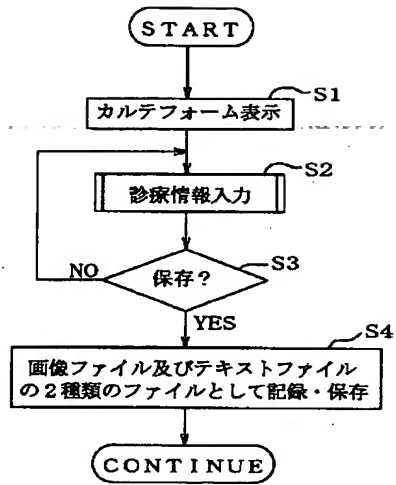 START
S1
カルテフォーム表示
S2
診療情報入力
S3
保存?
NO
YES
S4
画像ファイル及びテキストファイル
の2種類のファイルとして記録・保存
CONTINUE